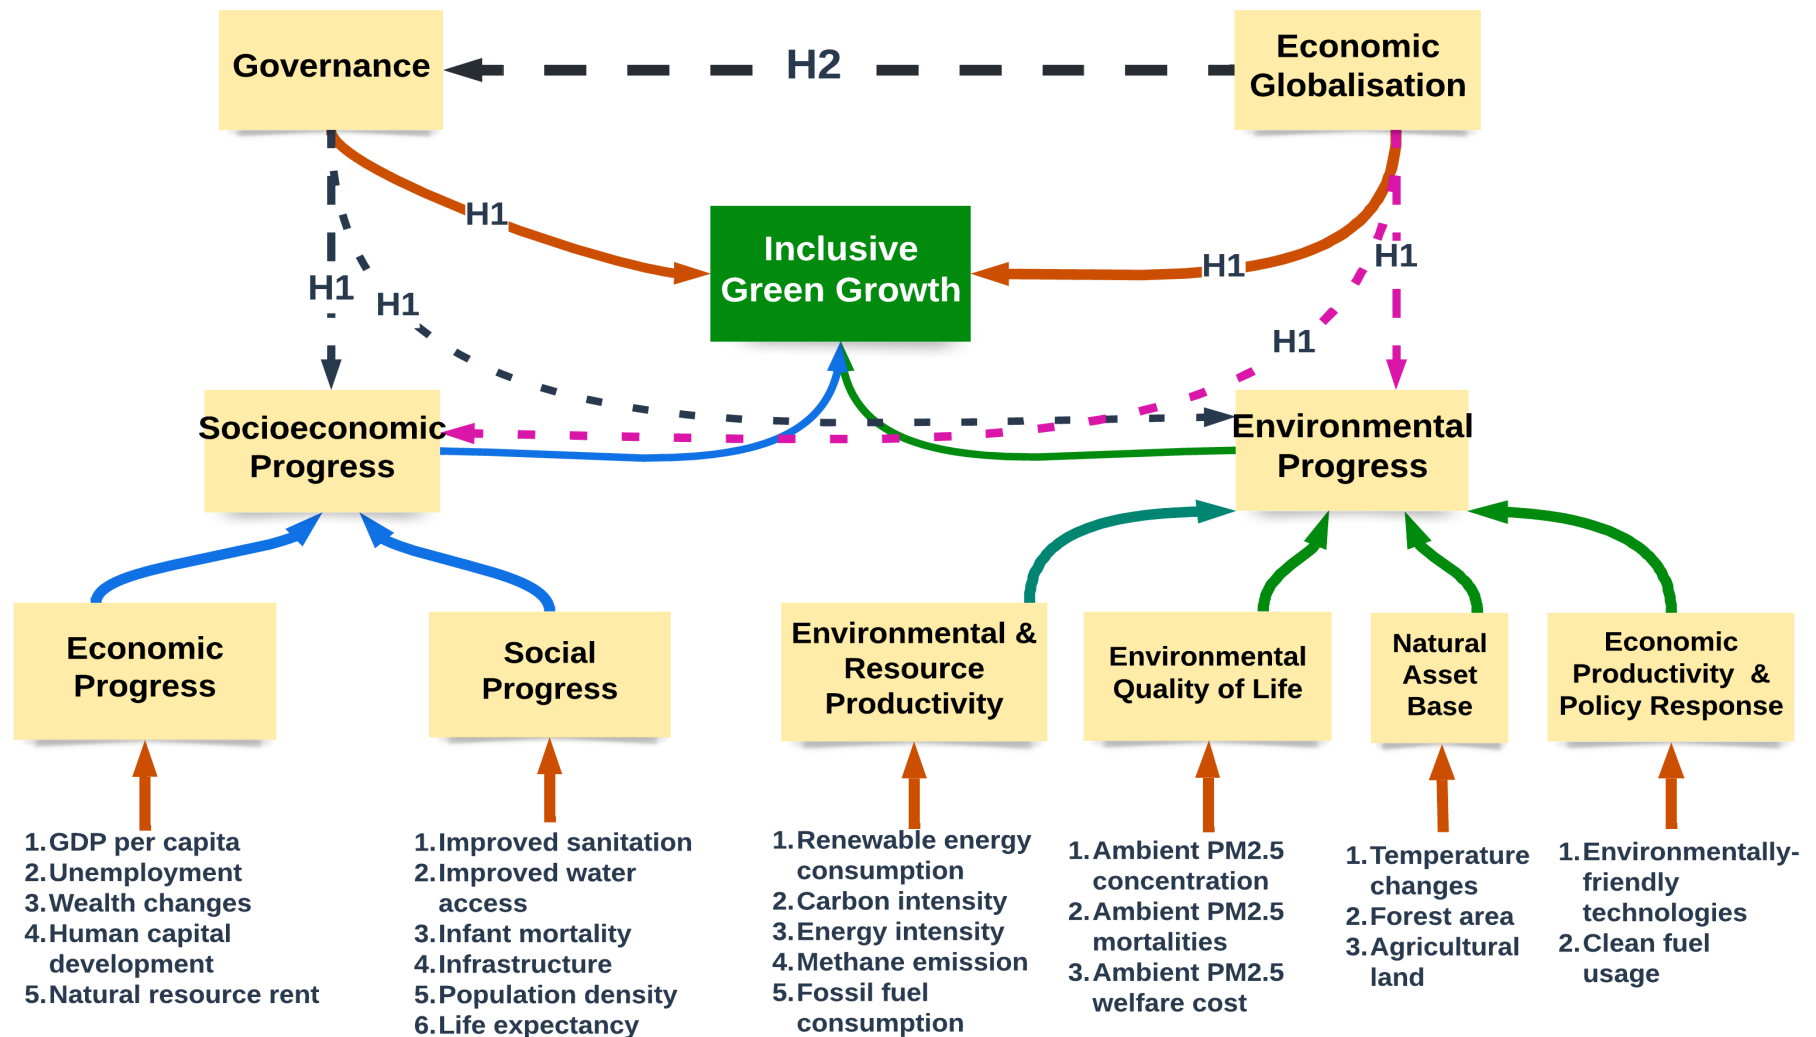 Governance
H2
Economic
Globalisation
H1
Inclusive
Green Growth
H1
H1
H1
H1
H1
Socioeconomic
Progress
Environmental
Progress
Economic
Progress
Social
Progress
Environmental &
Resource
Productivity
Environmental
Quality of Life
Natural
Asset
Base
Economic
Productivity &
Policy Response
1. GDP per capita
2. Unemployment
3. Wealth changes
4. Human capital
development
5. Natural resource rent
1. Improved sanitation
2. Improved water
access
3. Infant mortality
4. Infrastructure
5. Population density
6. Life expectancy
1. Renewable energy
consumption
2. Carbon intensity
3. Energy intensity
4. Methane emission
5. Fossil fuel
consumption
1. Ambient PM2.5
concentration
2. Ambient PM2.5
mortalities
3. Ambient PM2.5
welfare cost
1. Temperature
changes
2. Forest area
3. Agricultural
land
1. Environmentally-
friendly
technologies
2. Clean fuel
usage